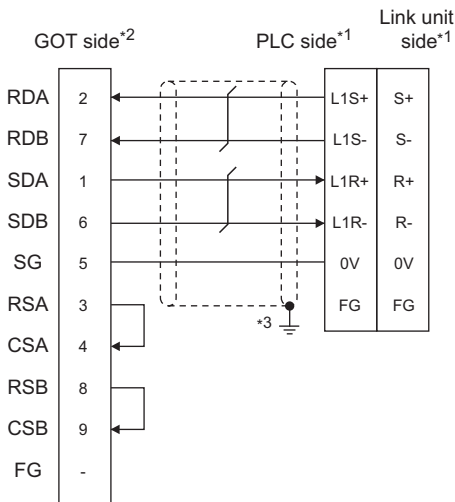 Link unit
GOT side*2 PLC side*1 side*1
RDA 2 L1S+ S+
RDB 7 L1S- S-
SDA 1 L1R+ R+
SDB 6 L1R- R-
SG 5 0V 0V
RSA 3 FG FG
*3
CSA 4
RSB 8
CSB 9
FG -